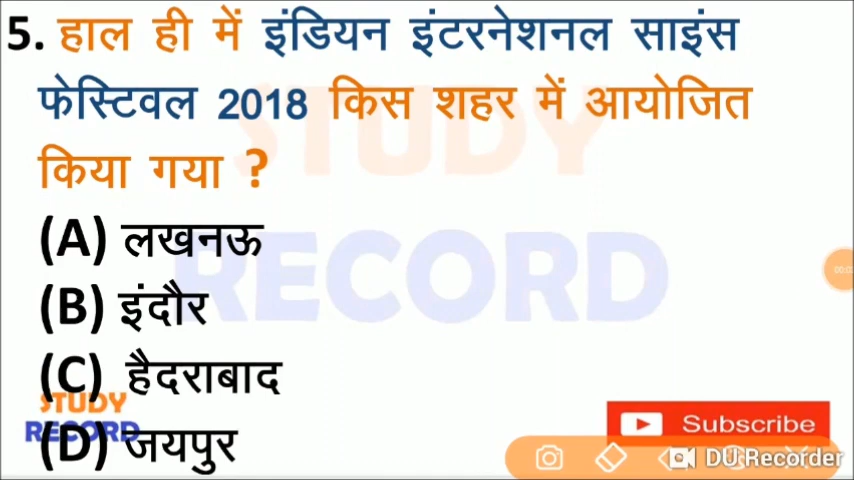 5. हाल ही में इंडियन इंटरनेशनल साइंस
फेस्टिवल 2018 किस शहर में आयोजित
किया गया ?
(A) लखनऊ
(B) इंदौर
(C) हैदराबाद
(D) जयपुर
STUDY
RECORD
STUDY
RECORD
Subscribe
DU Recorder